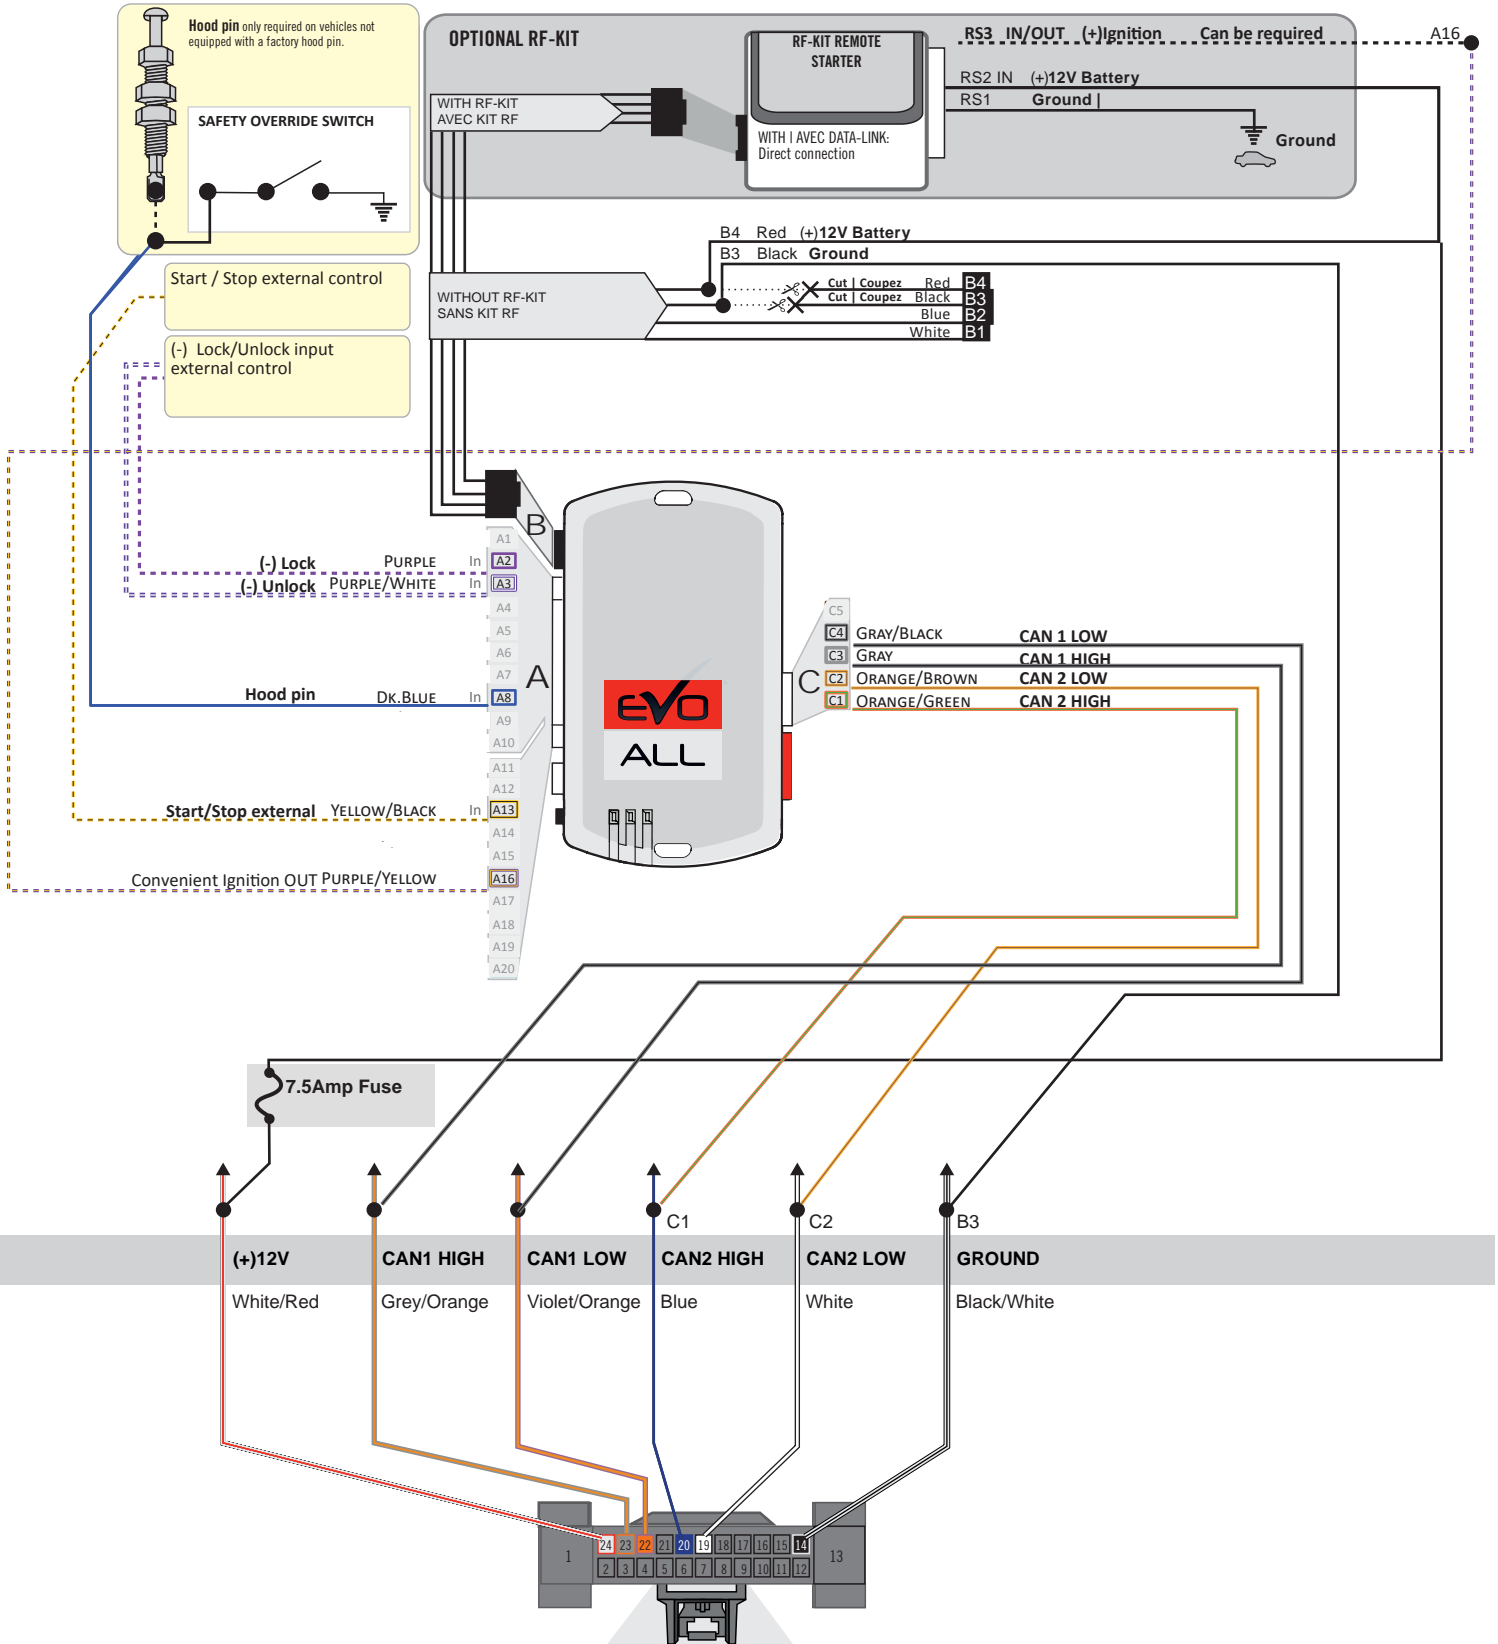 Hood pin only required on vehicles not
equipped with a factory hood pin.
SAFETY OVERRIDE SWITCH
OPTIONAL RF-KIT
RF-KIT REMOTE
STARTER
WITH I AVEC DATA-LINK:
Direct connection
WITH RF-KIT
AVEC KIT RF
RS3 IN/OUT (+)Ignition Can be required
A16
RS2 IN (+)12V Battery
RS1 Ground |
Ground
B4 Red (+)12V Battery
B3 Black Ground
Start / Stop external control
(-) Lock/Unlock input
external control
WITHOUT RF-KIT
SANS KIT RF
Cut | Coupez Red B4
Cut | Coupez Black B3
Blue B2
White B1
B
A1
(-) Lock PURPLE In A2
(-) Unlock PURPLE/WHITE In A3
A4
A5
A6
A7
A
Hood pin DK.BLUE In A8
A9
A10
A11
A12
Start/Stop external YELLOW/BLACK In A13
A14
A15
Convenient Ignition OUT PURPLE/YELLOW A16
A17
A18
A19
A20
EVO
ALL
C
C5
C4 GRAY/BLACK CAN 1 LOW
C3 GRAY CAN 1 HIGH
C2 ORANGE/BROWN CAN 2 LOW
C1 ORANGE/GREEN CAN 2 HIGH
7.5Amp Fuse
C1
C2
B3
(+)12V CAN1 HIGH CAN1 LOW CAN2 HIGH CAN2 LOW GROUND
White/Red Grey/Orange Violet/Orange Blue White Black/White
1
24 23 22 21 20 19 18 17 16 15 14
2 3 4 5 6 7 8 9 10 11 12
13